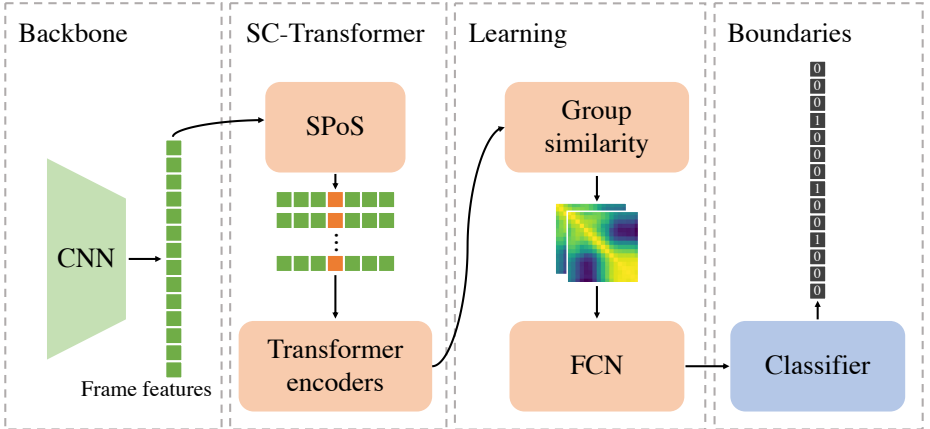 Backbone
CNN
Frame features
SC-Transformer
SPoS
Transformer
encoders
Learning
Group
similarity
FCN
Boundaries
0
0
0
1
0
0
0
1
0
0
1
0
0
0
Classifier